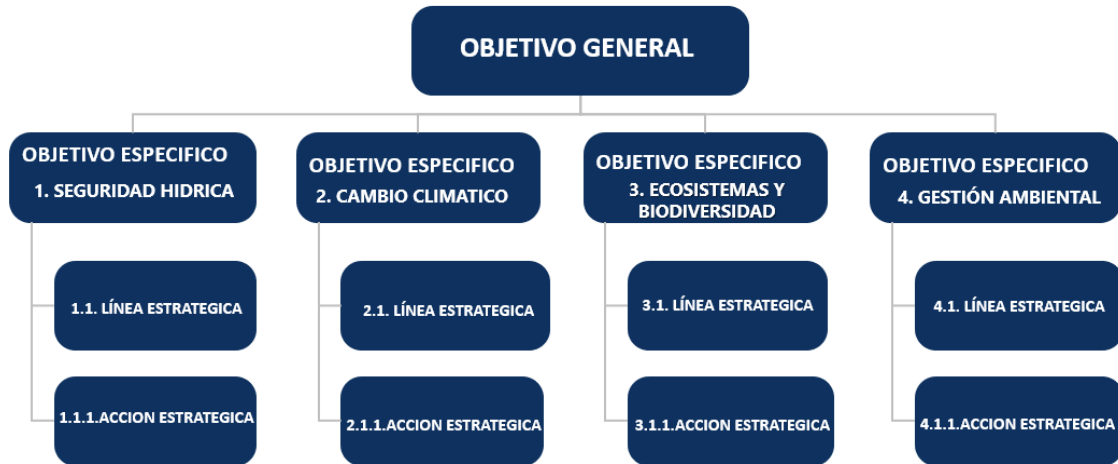 OBJETIVO GENERAL
OBJETIVO ESPECIFICO
1. SEGURIDAD HIDRICA
OBJETIVO ESPECIFICO
2. CAMBIO CLIMATICO
OBJETIVO ESPECIFICO
3. ECOSISTEMAS Y
BIODIVERSIDAD
OBJETIVO ESPECIFICO
4. GESTIÓN AMBIENTAL
1.1. LÍNEA ESTRATEGICA
2.1. LÍNEA ESTRATEGICA
3.1. LÍNEA ESTRATEGICA
4.1. LÍNEA ESTRATEGICA
1.1.1.ACCION ESTRATEGICA
2.1.1.ACCION ESTRATEGICA
3.1.1.ACCION ESTRATEGICA
4.1.1.ACCION ESTRATEGICA